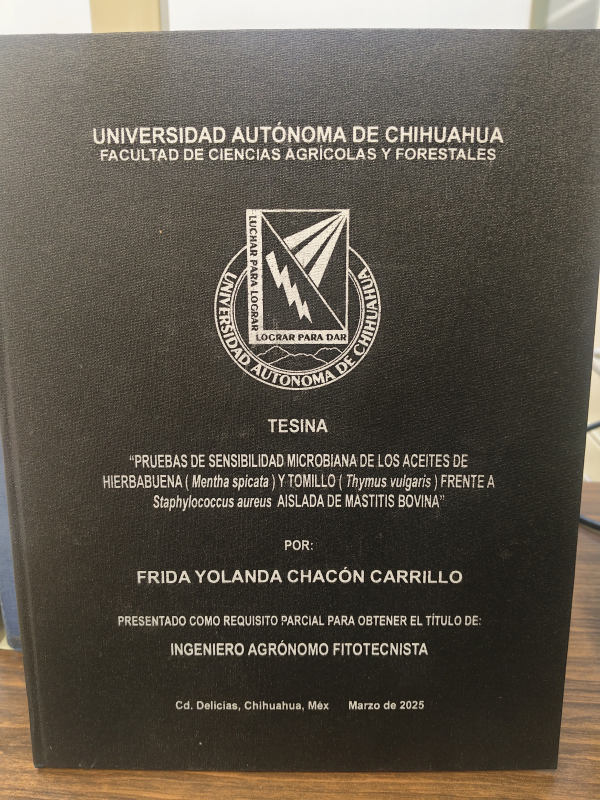 UNIVERSIDAD AUTÓNOMA DE CHIHUAHUA
FACULTAD DE CIENCIAS AGRÍCOLAS Y FORESTALES
LUCHAR PARA LOGRAR
LOGRAR PARA DAR
UNIVERSIDAD AUTONOMA DE CHIHUAHUA
TESINA
“PRUEBAS DE SENSIBILIDAD MICROBIANA DE LOS ACEITES DE
HIERBABUENA ( Mentha spicata ) Y TOMILLO ( Thymus vulgaris ) FRENTE A
Staphylococcus aureus AISLADA DE MASTITIS BOVINA”
POR:
FRIDA YOLANDA CHACÓN CARRILLO
PRESENTADO COMO REQUISITO PARCIAL PARA OBTENER EL TÍTULO DE:
INGENIERO AGRÓNOMO FITOTECNISTA
Cd. Delicias, Chihuahua, Méx Marzo de 2025